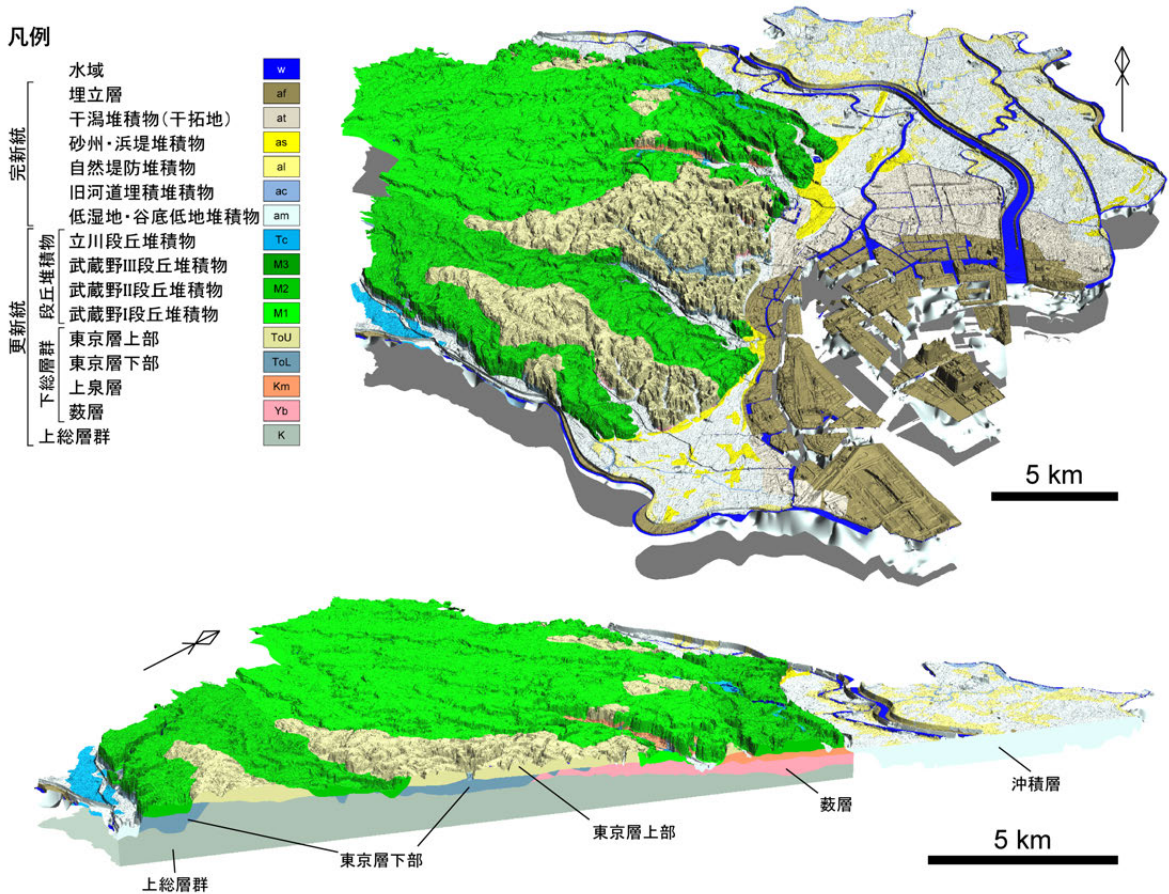 凡例
水域 w
埋立層 af
干潟堆積物(干拓地) at
砂州・浜堤堆積物 as
自然堤防堆積物 al
旧河道埋積堆積物 ac
低湿地・谷底低地堆積物 am
立川段丘堆積物 Tc
武蔵野III段丘堆積物 M3
武蔵野II段丘堆積物 M2
武蔵野I段丘堆積物 M1
東京層上部 ToU
東京層下部 ToL
上泉層 Km
薮層 Yb
上総層群 K
完新統
更新統
段丘堆積物
下総層群
5 km
沖積層
薮層
東京層上部
東京層下部
上総層群
5 km